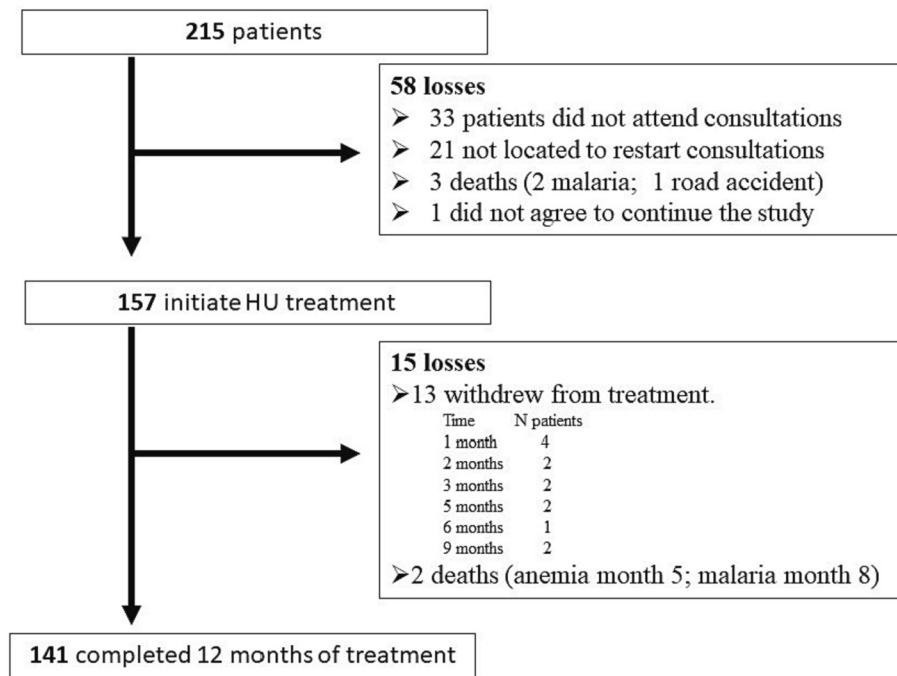 215 patients
58 losses
➢ 33 patients did not attend consultations
➢ 21 not located to restart consultations
➢ 3 deaths (2 malaria; 1 road accident)
➢ 1 did not agree to continue the study
157 initiate HU treatment
15 losses
➢13 withdrew from treatment.
Time N patients
1 month 4
2 months 2
3 months 2
5 months 2
6 months 1
9 months 2
➢2 deaths (anemia month 5; malaria month 8)
141 completed 12 months of treatment